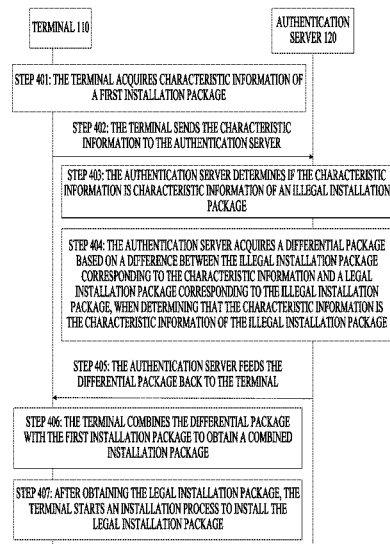 TERMINAL 110
AUTHENTICATION
SERVER 120
STEP 401: THE TERMINAL ACQUIRES CHARACTERISTIC INFORMATION OF
A FIRST INSTALLATION PACKAGE
STEP 402: THE TERMINAL SENDS THE CHARACTERISTIC
INFORMATION TO THE AUTHENTICATION SERVER
STEP 403: THE AUTHENTICATION SERVER DETERMINES IF THE CHARACTERISTIC
INFORMATION IS CHARACTERISTIC INFORMATION OF AN ILLEGAL INSTALLATION
PACKAGE
STEP 404: THE AUTHENTICATION SERVER ACQUIRES A DIFFERENTIAL PACKAGE
BASED ON A DIFFERENCE BETWEEN THE ILLEGAL INSTALLATION PACKAGE
CORRESPONDING TO THE CHARACTERISTIC INFORMATION AND A LEGAL
INSTALLATION PACKAGE CORRESPONDING TO THE ILLEGAL INSTALLATION
PACKAGE, WHEN DETERMINING THAT THE CHARACTERISTIC INFORMATION IS
THE CHARACTERISTIC INFORMATION OF THE ILLEGAL INSTALLATION PACKAGE
STEP 405: THE AUTHENTICATION SERVER FEEDS THE
DIFFERENTIAL PACKAGE BACK TO THE TERMINAL
STEP 406: THE TERMINAL COMBINES THE DIFFERENTIAL PACKAGE
WITH THE FIRST INSTALLATION PACKAGE TO OBTAIN A COMBINED
INSTALLATION PACKAGE
STEP 407: AFTER OBTAINING THE LEGAL INSTALLATION PACKAGE, THE
TERMINAL STARTS AN INSTALLATION PROCESS TO INSTALL THE
LEGAL INSTALLATION PACKAGE